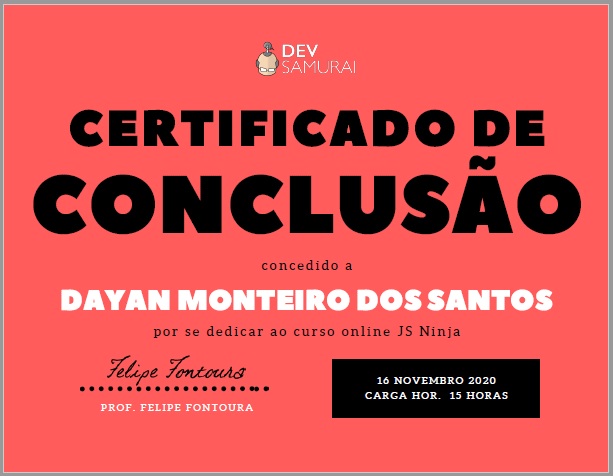 DEV
SAMURAI
CERTIFICADO DE
CONCLUSÃO
concedido a
DAYAN MONTEIRO DOS SANTOS
por se dedicar ao curso online JS Ninja
Felipe Fontoura
PROF. FELIPE FONTOURA
16 NOVEMBRO 2020
CARGA HOR. 15 HORAS